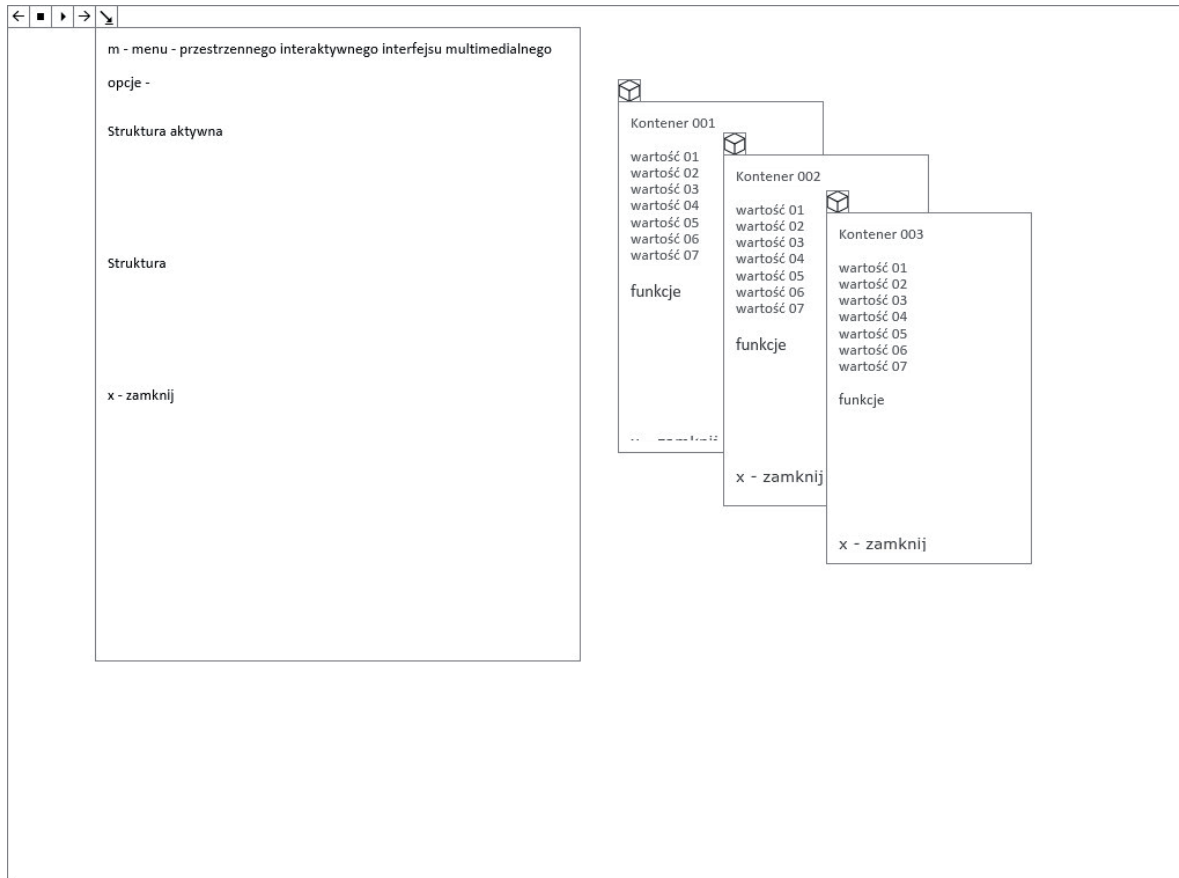 m - menu - przestrzennego interaktywnego interfejsu multimedialnego
opcje -
Struktura aktywna
Struktura
x - zamknij
Kontener 001
wartość 01
wartość 02
wartość 03
wartość 04
wartość 05
wartość 06
wartość 07
funkcje
x - zamknij
Kontener 002
wartość 01
wartość 02
wartość 03
wartość 04
wartość 05
wartość 06
wartość 07
funkcje
x - zamknij
Kontener 003
wartość 01
wartość 02
wartość 03
wartość 04
wartość 05
wartość 06
wartość 07
funkcje
x - zamknij